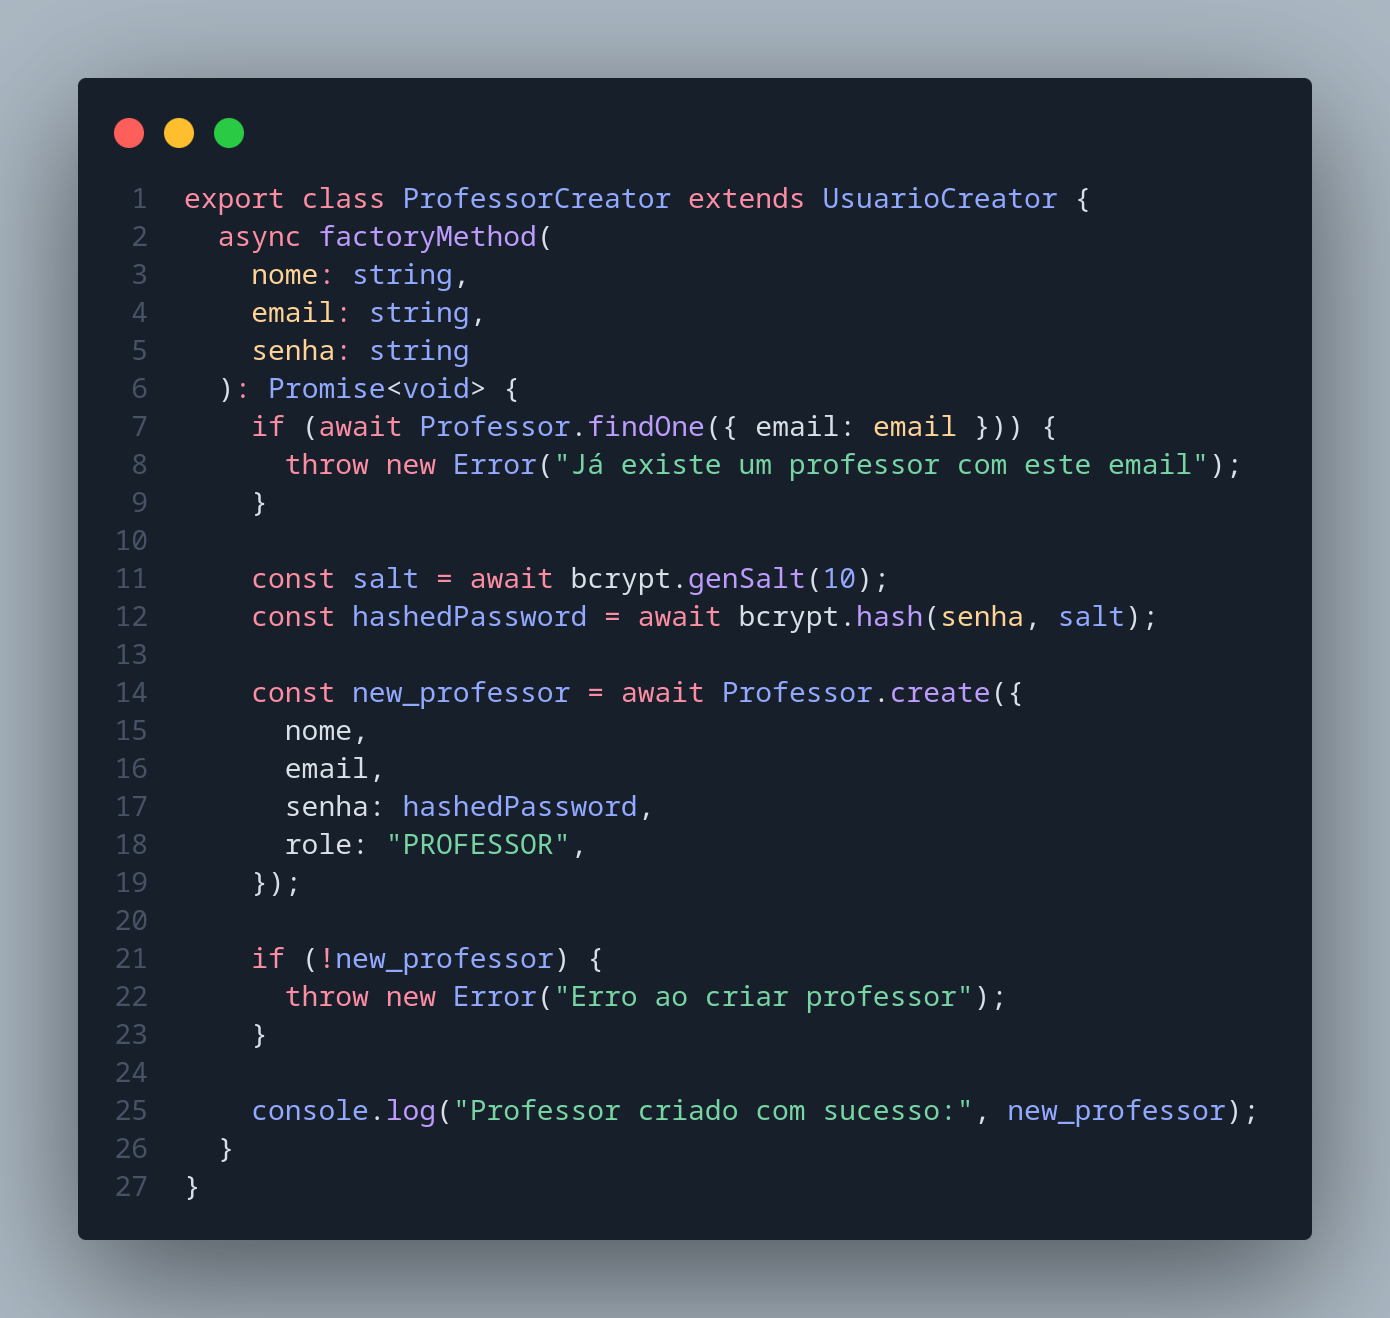 1 export class ProfessorCreator extends UsuarioCreator {
2   async factoryMethod(
3     nome: string,
4     email: string,
5     senha: string
6   ): Promise<void> {
7     if (await Professor.findOne({ email: email })) {
8       throw new Error("Já existe um professor com este email");
9     }
10
11     const salt = await bcrypt.genSalt(10);
12     const hashedPassword = await bcrypt.hash(senha, salt);
13
14     const new_professor = await Professor.create({
15       nome,
16       email,
17       senha: hashedPassword,
18       role: "PROFESSOR",
19     });
20
21     if (!new_professor) {
22       throw new Error("Erro ao criar professor");
23     }
24
25     console.log("Professor criado com sucesso:", new_professor);
26   }
27 }